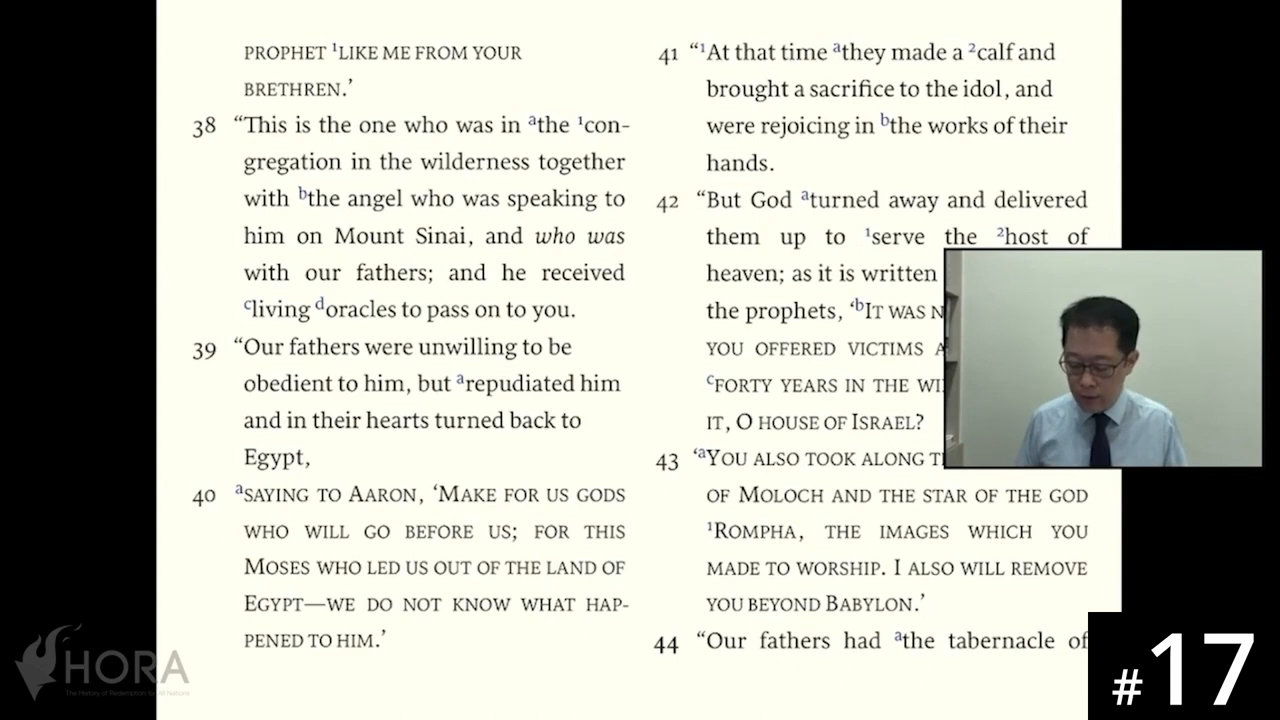 PROPHET ¹LIKE ME FROM YOUR
BRETHREN.’
38 “This is the one who was in ᵃthe ¹con-
gregation in the wilderness together
with ᵇthe angel who was speaking to
him on Mount Sinai, and who was
with our fathers; and he received
ᶜliving ᵈoracles to pass on to you.
39 “Our fathers were unwilling to be
obedient to him, but ᵃrepudiated him
and in their hearts turned back to
Egypt,
40 ᵃSAYING TO AARON, ‘MAKE FOR US GODS
WHO WILL GO BEFORE US; FOR THIS
MOSES WHO LED US OUT OF THE LAND OF
EGYPT—WE DO NOT KNOW WHAT HAP-
PENED TO HIM.’
41 “¹At that time ᵃthey made a ²calf and
brought a sacrifice to the idol, and
were rejoicing in ᵇthe works of their
hands.
42 “But God ᵃturned away and delivered
them up to ¹serve the ²host of
heaven; as it is written
the prophets, ‘ᵇIT WAS N
YOU OFFERED VICTIMS A
ᶜFORTY YEARS IN THE WI
IT, O HOUSE OF ISRAEL?
43 ‘ᵃYOU ALSO TOOK ALONG T
OF MOLOCH AND THE STAR OF THE GOD
¹ROMPHA, THE IMAGES WHICH YOU
MADE TO WORSHIP. I ALSO WILL REMOVE
YOU BEYOND BABYLON.’
44 “Our fathers had ᵃthe tabernacle of
HORA
The History of Redemption for All Nations
#17